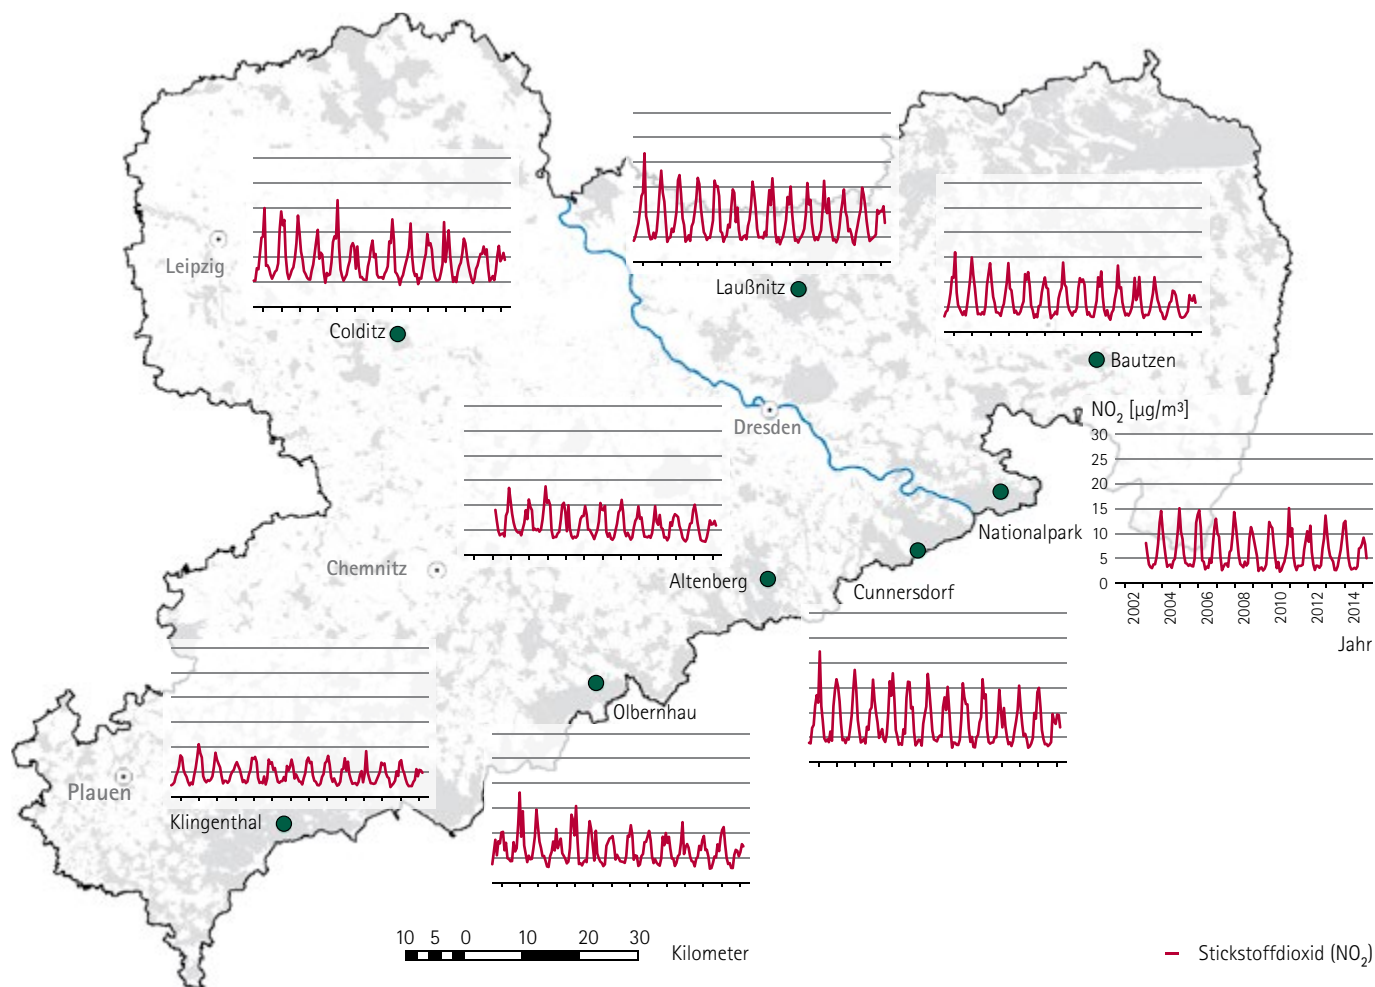 Leipzig
Colditz
Laußnitz
Bautzen
Dresden
NO₂ [µg/m³]
30
25
20
15
10
5
0
2002
2004
2006
2008
2010
2012
2014
Jahr
Nationalpark
Cunnersdorf
Chemnitz
Altenberg
Olbernhau
Plauen
Klingenthal
10 5 0 10 20 30 Kilometer
Stickstoffdioxid (NO₂)